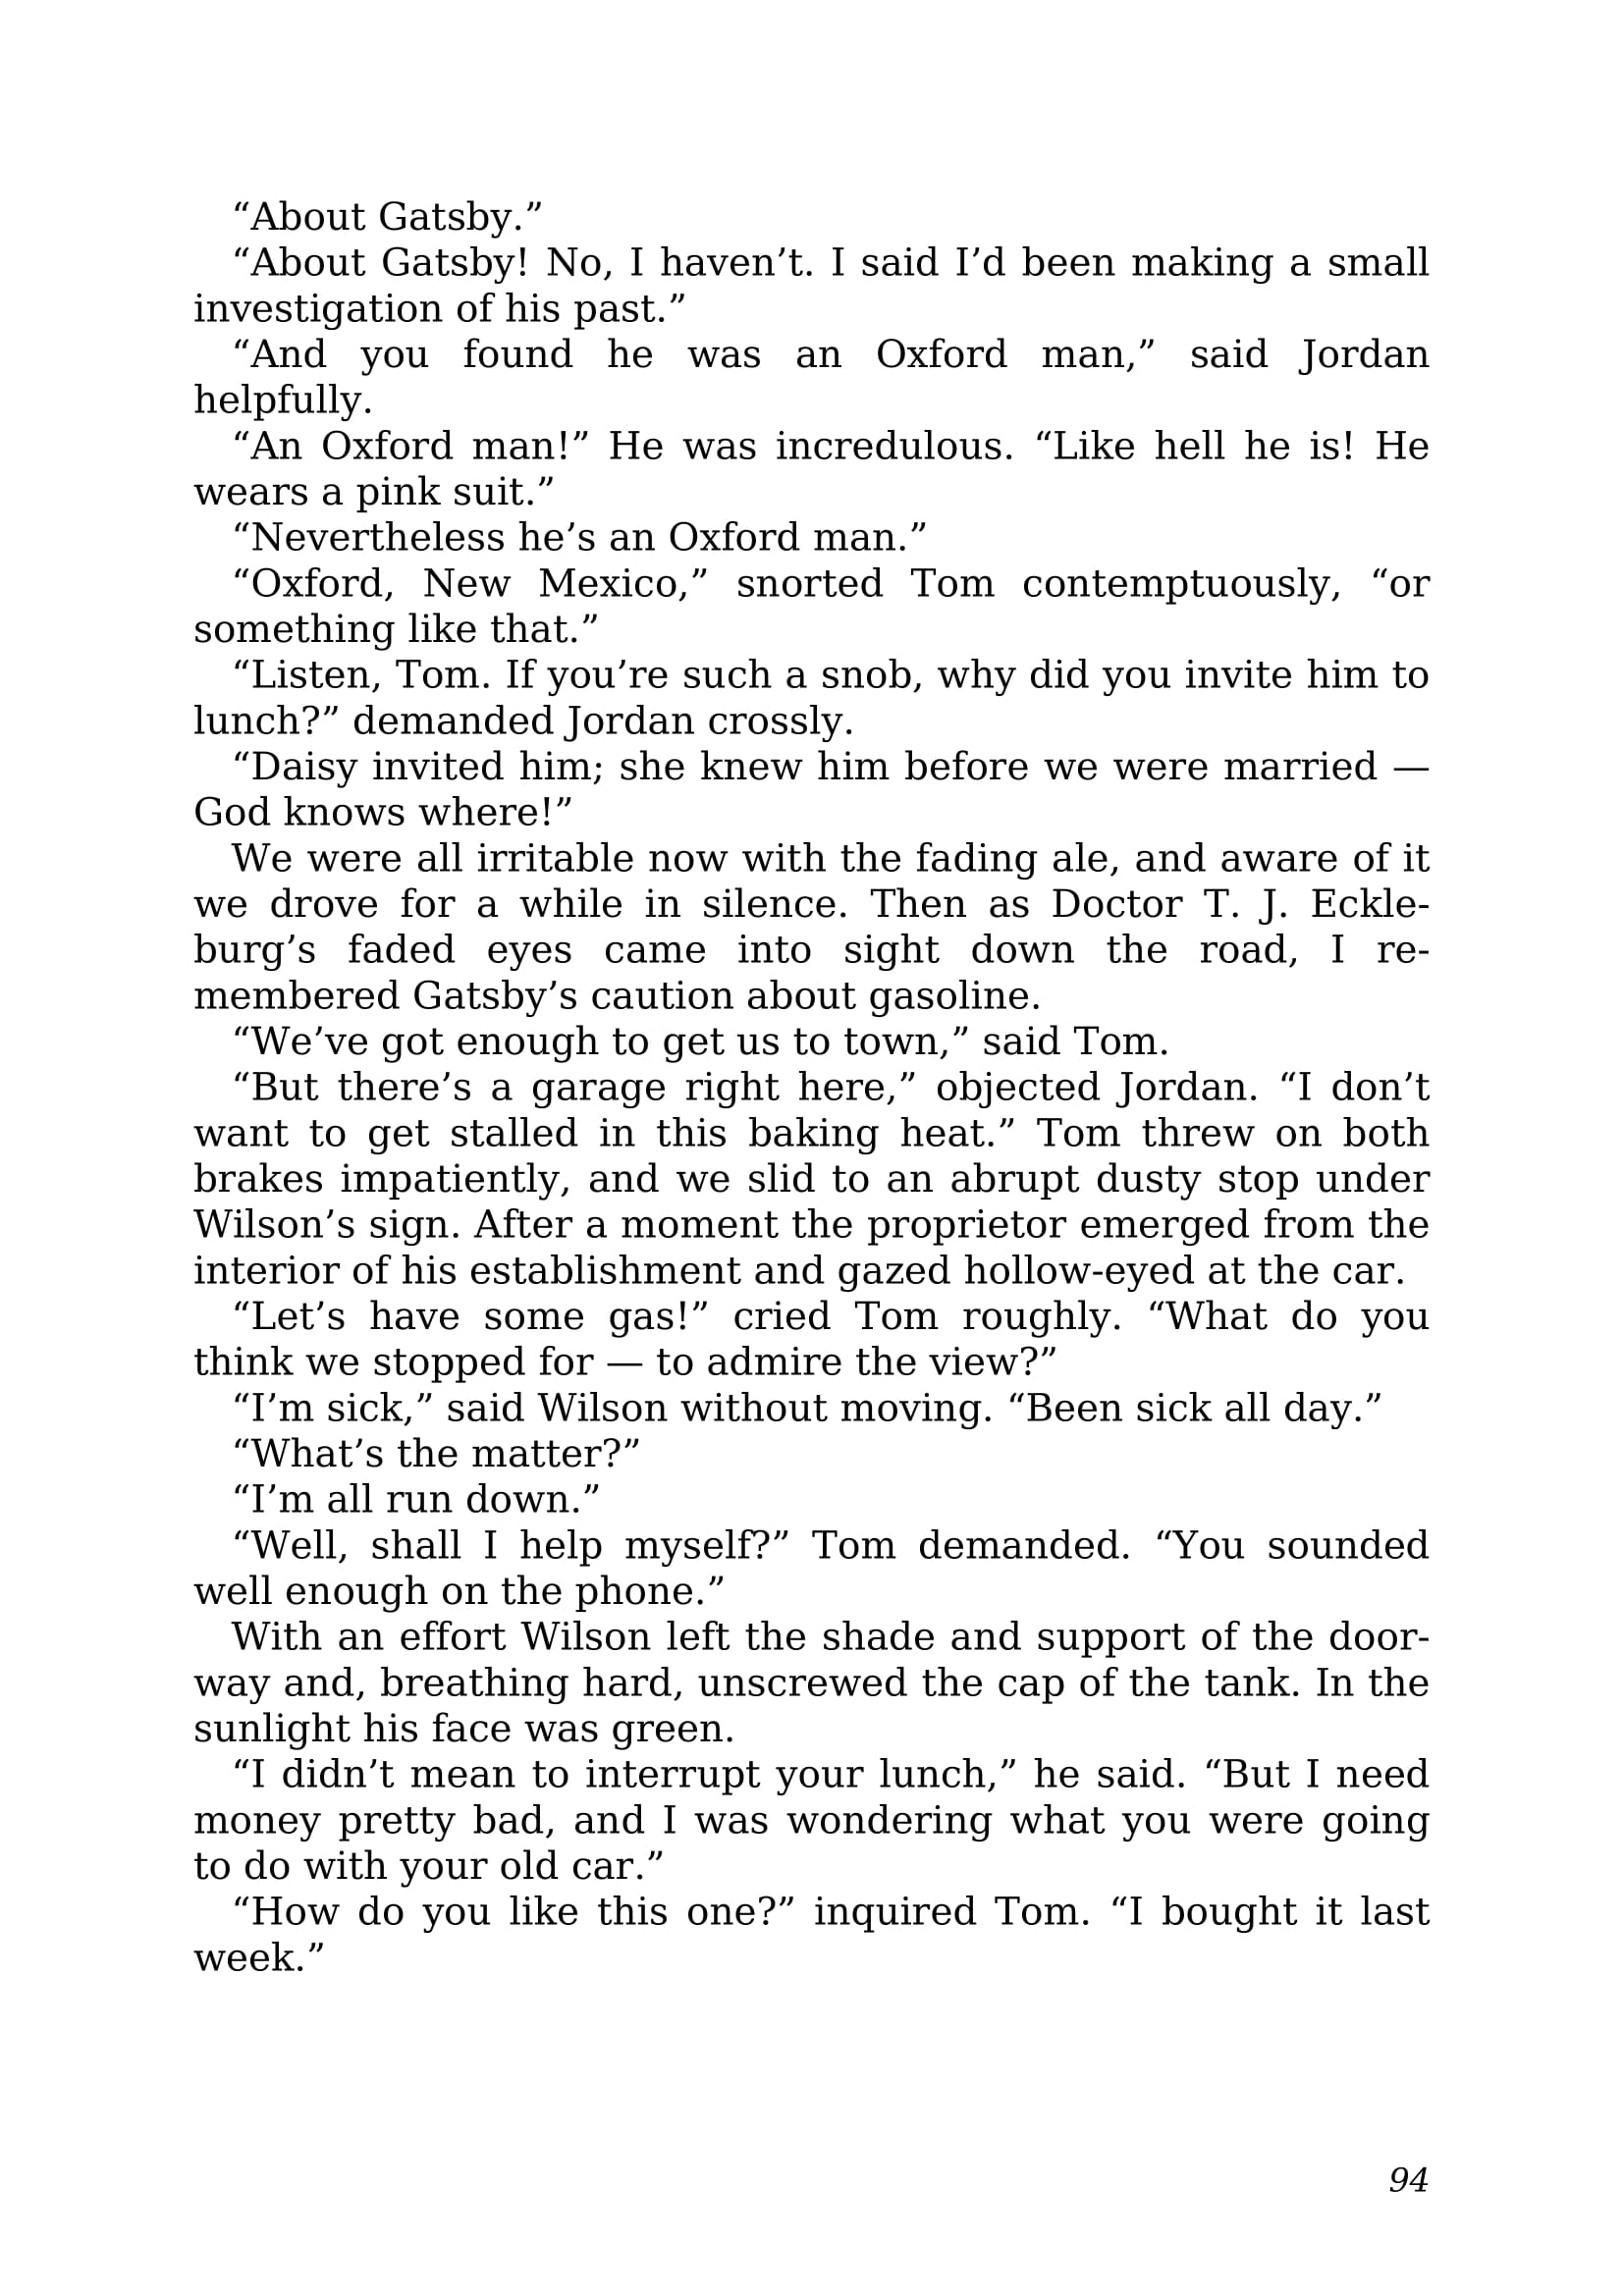 “About Gatsby.”
“About Gatsby! No, I haven’t. I said I’d been making a small
investigation of his past.”
“And you found he was an Oxford man,” said Jordan
helpfully.
“An Oxford man!” He was incredulous. “Like hell he is! He
wears a pink suit.”
“Nevertheless he’s an Oxford man.”
“Oxford, New Mexico,” snorted Tom contemptuously, “or
something like that.”
“Listen, Tom. If you’re such a snob, why did you invite him to
lunch?” demanded Jordan crossly.
“Daisy invited him; she knew him before we were married —
God knows where!”
We were all irritable now with the fading ale, and aware of it
we drove for a while in silence. Then as Doctor T. J. Eckle-
burg’s faded eyes came into sight down the road, I re-
membered Gatsby’s caution about gasoline.
“We’ve got enough to get us to town,” said Tom.
“But there’s a garage right here,” objected Jordan. “I don’t
want to get stalled in this baking heat.” Tom threw on both
brakes impatiently, and we slid to an abrupt dusty stop under
Wilson’s sign. After a moment the proprietor emerged from the
interior of his establishment and gazed hollow-eyed at the car.
“Let’s have some gas!” cried Tom roughly. “What do you
think we stopped for — to admire the view?”
“I’m sick,” said Wilson without moving. “Been sick all day.”
“What’s the matter?”
“I’m all run down.”
“Well, shall I help myself?” Tom demanded. “You sounded
well enough on the phone.”
With an effort Wilson left the shade and support of the door-
way and, breathing hard, unscrewed the cap of the tank. In the
sunlight his face was green.
“I didn’t mean to interrupt your lunch,” he said. “But I need
money pretty bad, and I was wondering what you were going
to do with your old car.”
“How do you like this one?” inquired Tom. “I bought it last
week.”
94